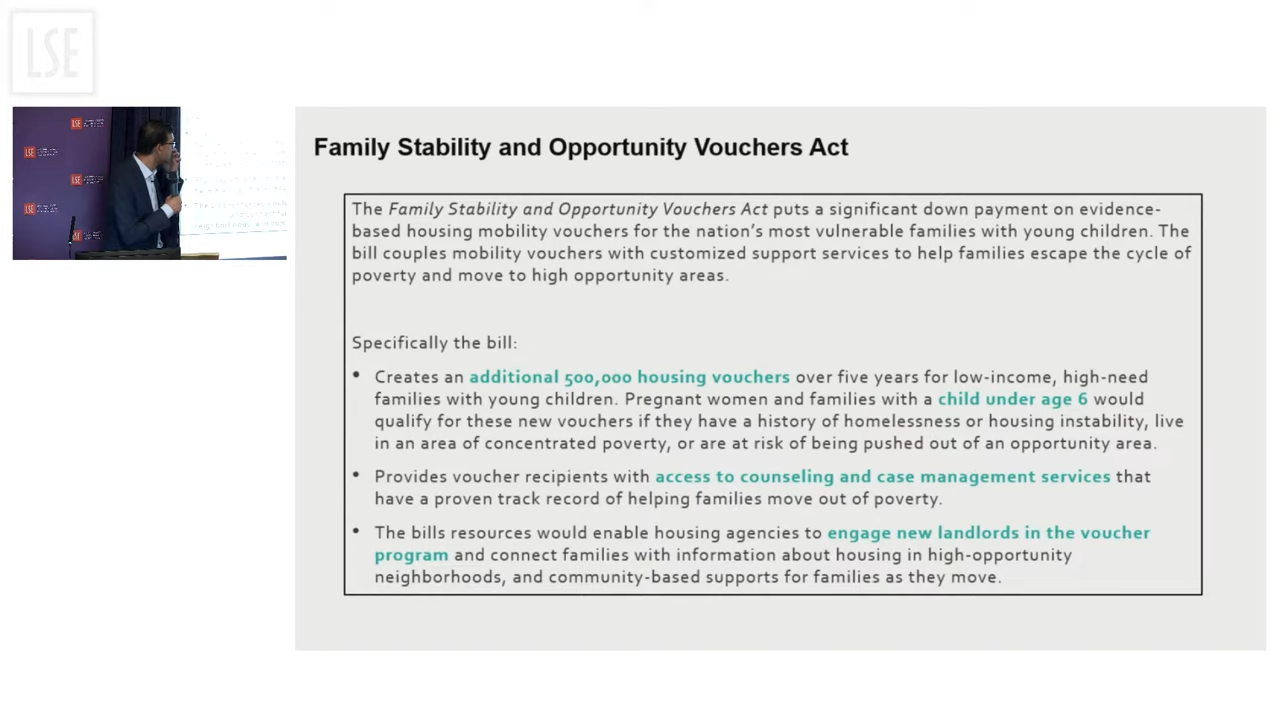 LSE
Family Stability and Opportunity Vouchers Act
The Family Stability and Opportunity Vouchers Act puts a significant down payment on evidence-
based housing mobility vouchers for the nation's most vulnerable families with young children. The
bill couples mobility vouchers with customized support services to help families escape the cycle of
poverty and move to high opportunity areas.
Specifically the bill:
• Creates an additional 500,000 housing vouchers over five years for low-income, high-need
families with young children. Pregnant women and families with a child under age 6 would
qualify for these new vouchers if they have a history of homelessness or housing instability, live
in an area of concentrated poverty, or are at risk of being pushed out of an opportunity area.
• Provides voucher recipients with access to counseling and case management services that
have a proven track record of helping families move out of poverty.
• The bills resources would enable housing agencies to engage new landlords in the voucher
program and connect families with information about housing in high-opportunity
neighborhoods, and community-based supports for families as they move.
LSE
LSE
LSE
LSE
LSE